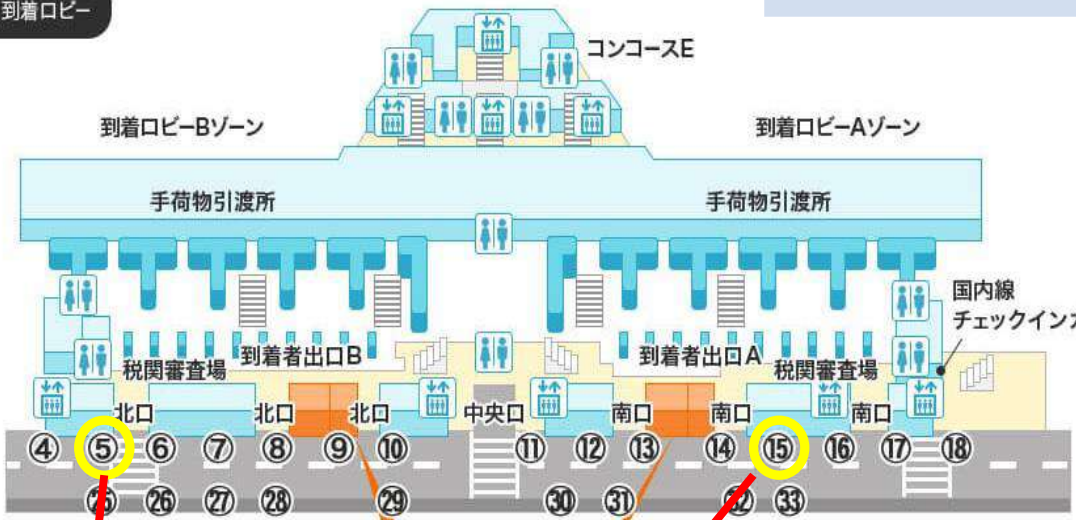 到着ロビー
コンコースE
到着ロビーBゾーン
到着ロビーAゾーン
手荷物引渡所
手荷物引渡所
国内線
チェックイン
到着者出口B
到着者出口A
税関審査場
税関審査場
北口
北口
北口
中央口
南口
南口
南口
④ ⑤ ⑥ ⑦ ⑧ ⑨ ⑩ ⑪ ⑫ ⑬ ⑭ ⑮ ⑯ ⑰ ⑱
㉕ ㉖ ㉗ ㉘ ㉙ ㉚ ㉛ ㉜ ㉝